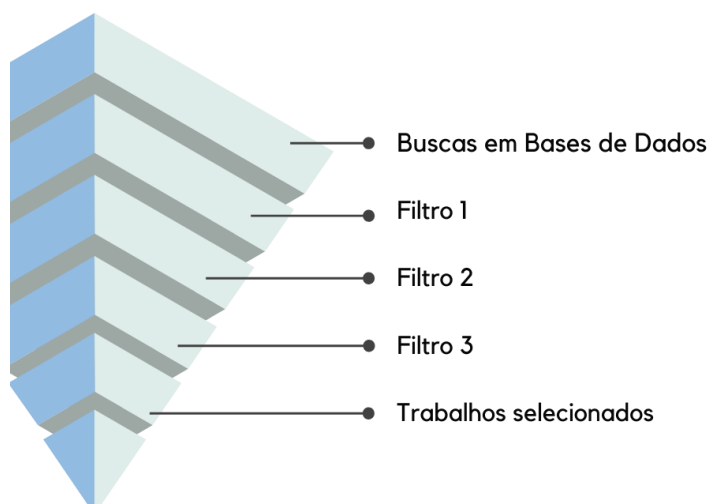 Buscas em Bases de Dados
Filtro 1
Filtro 2
Filtro 3
Trabalhos selecionados